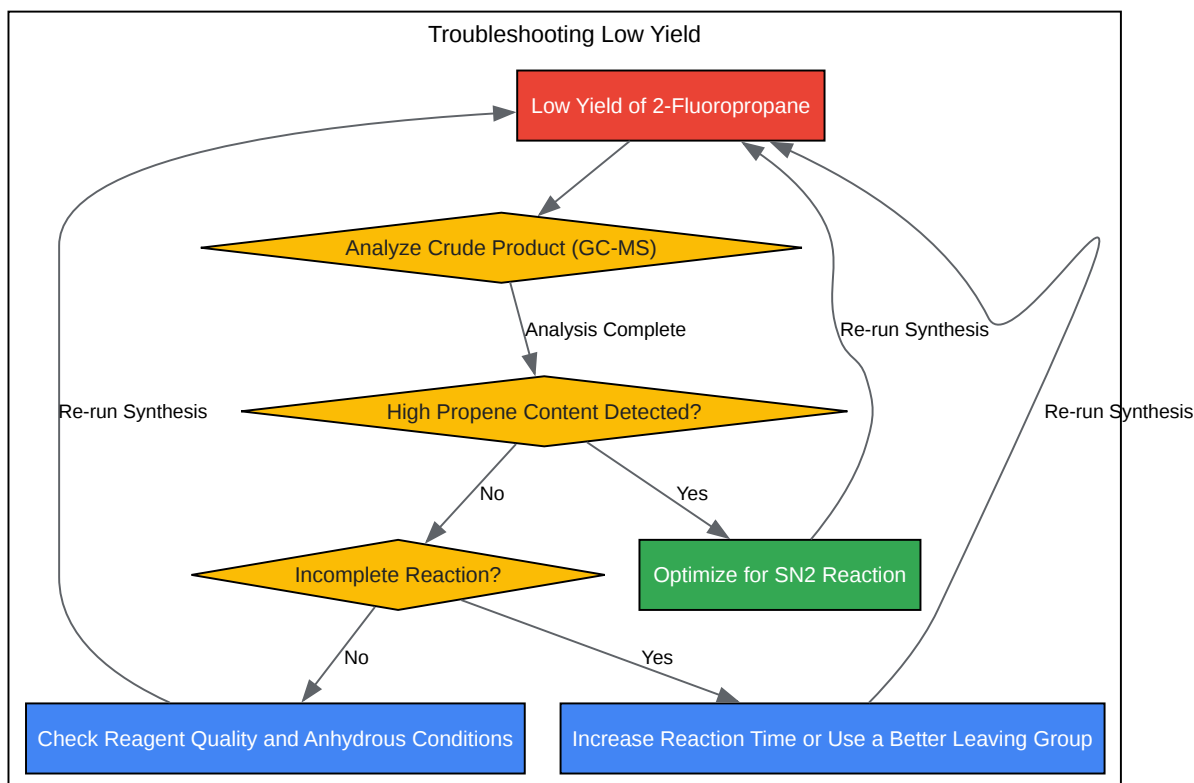 Troubleshooting Low Yield
Low Yield of 2-Fluoropropane
Analyze Crude Product (GC-MS)
Analysis Complete
Re-run Synthesis
High Propene Content Detected?
Re-run Synthesis
Re-run Synthesis
No
Yes
Incomplete Reaction?
Optimize for SN2 Reaction
No
Yes
Check Reagent Quality and Anhydrous Conditions
Increase Reaction Time or Use a Better Leaving Group